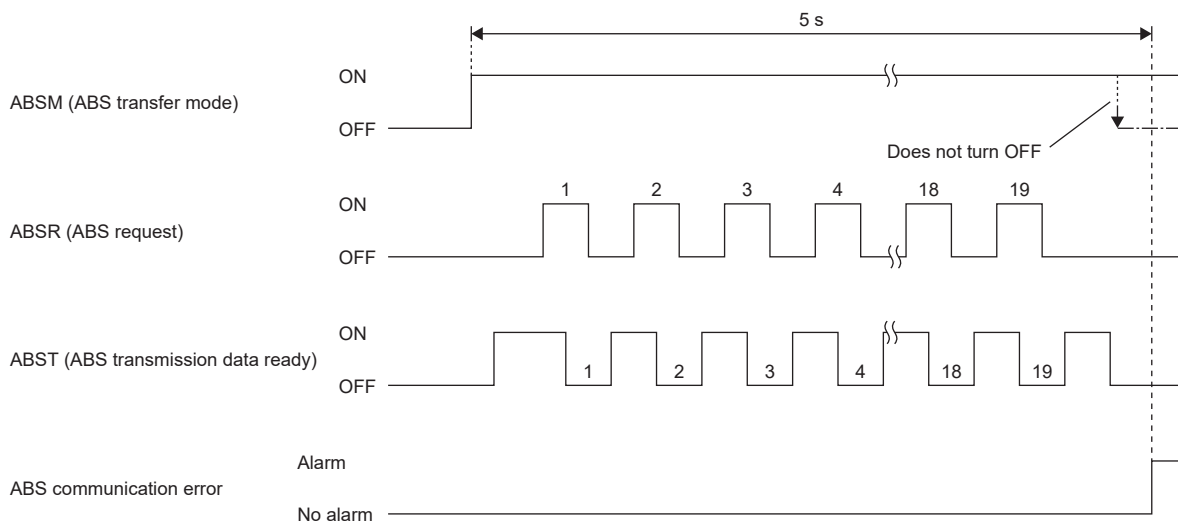 5 s
ON
ABSM (ABS transfer mode)
OFF
Does not turn OFF
1 2 3 4 18 19
ON
ABSR (ABS request)
OFF
ON
ABST (ABS transmission data ready)
OFF
1 2 3 4 18 19
Alarm
ABS communication error
No alarm